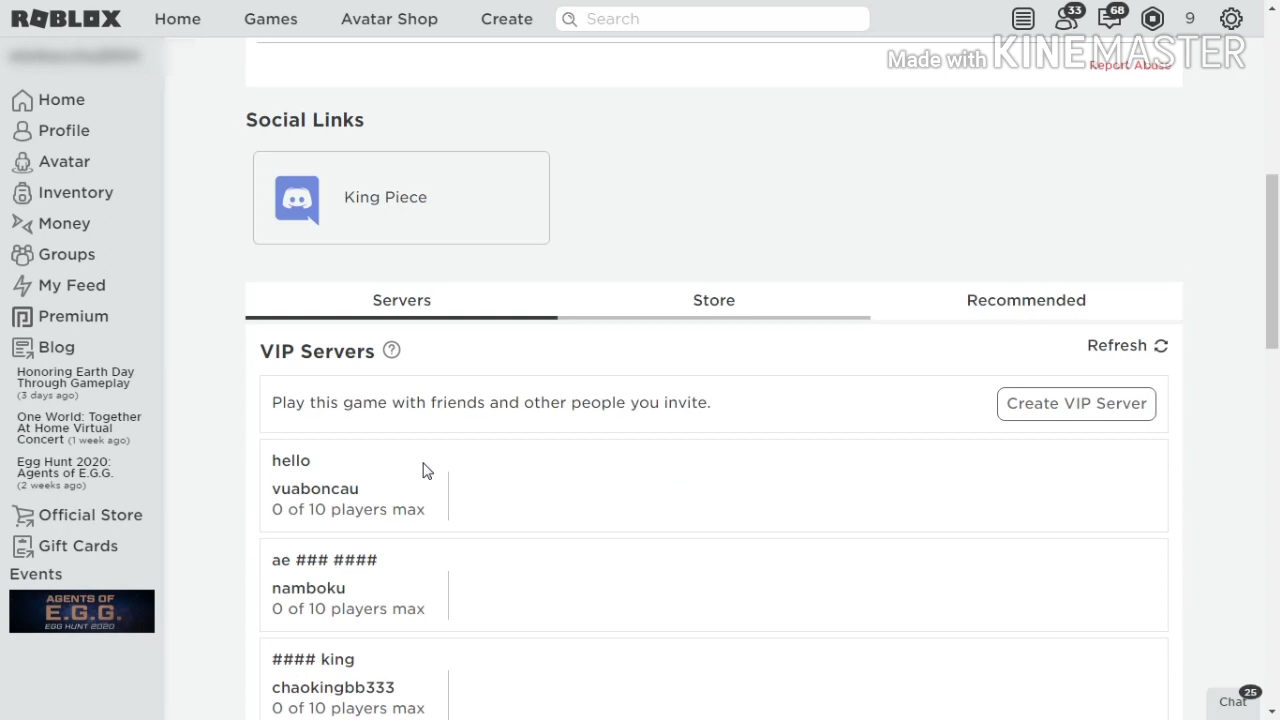 ROBLOX
Home
Games
Avatar Shop
Create
Search
33
68
9
Made with KINEMASTER
Report Abuse
Home
Profile
Avatar
Inventory
Money
Groups
My Feed
Premium
Blog
Honoring Earth Day
Through Gameplay
(3 days ago)
One World: Together
At Home Virtual
Concert (1 week ago)
Egg Hunt 2020:
Agents of E.G.G.
(2 weeks ago)
Official Store
Gift Cards
Events
AGENTS OF
E.G.G.
EGG HUNT 2020
Social Links
King Piece
Servers
Store
Recommended
VIP Servers ?
Refresh
Play this game with friends and other people you invite.
Create VIP Server
hello
vuaboncau
0 of 10 players max
ae ### ####
namboku
0 of 10 players max
#### king
chaokingbb333
0 of 10 players max
Chat
25